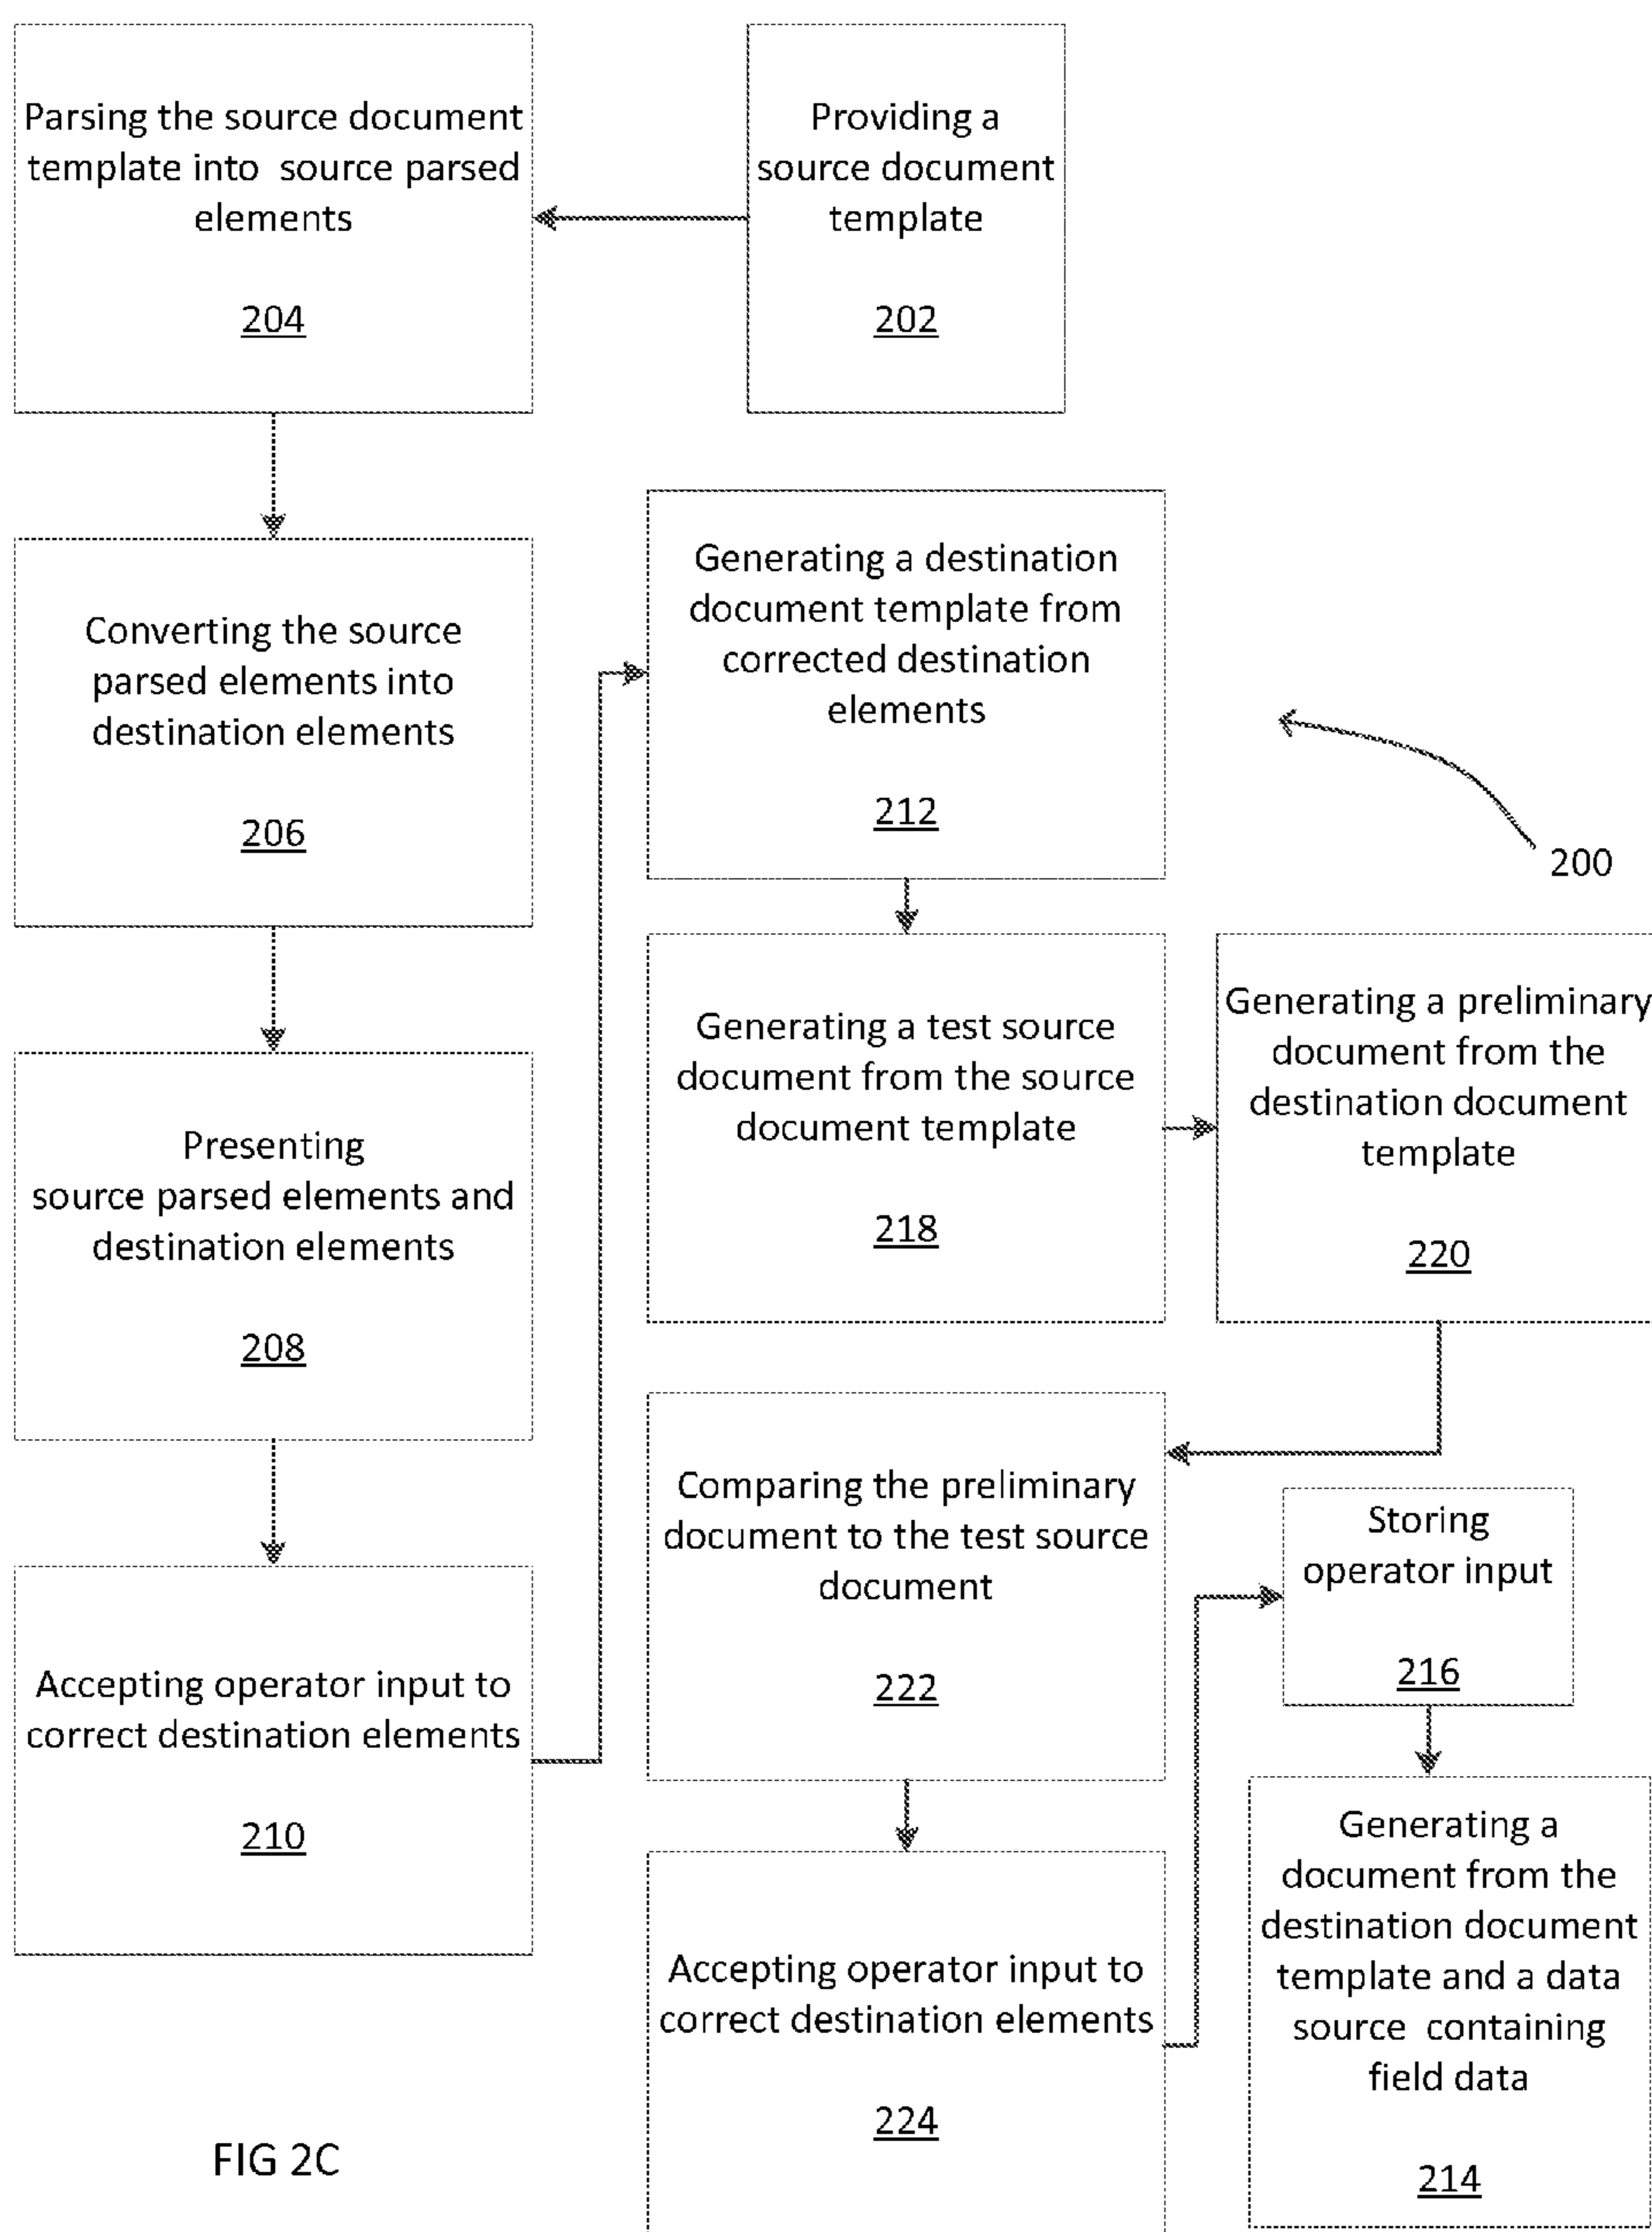 Providing a
source document
template
202
Parsing the source document
template into source parsed
elements
204
Converting the source
parsed elements into
destination elements
206
Presenting
source parsed elements and
destination elements
208
Accepting operator input to
correct destination elements
210
Generating a destination
document template from
corrected destination
elements
212
200
Generating a test source
document from the source
document template
218
Generating a preliminary
document from the
destination document
template
220
Comparing the preliminary
document to the test source
document
222
Accepting operator input to
correct destination elements
224
Storing
operator input
216
Generating a
document from the
destination document
template and a data
source containing
field data
214
FIG 2C